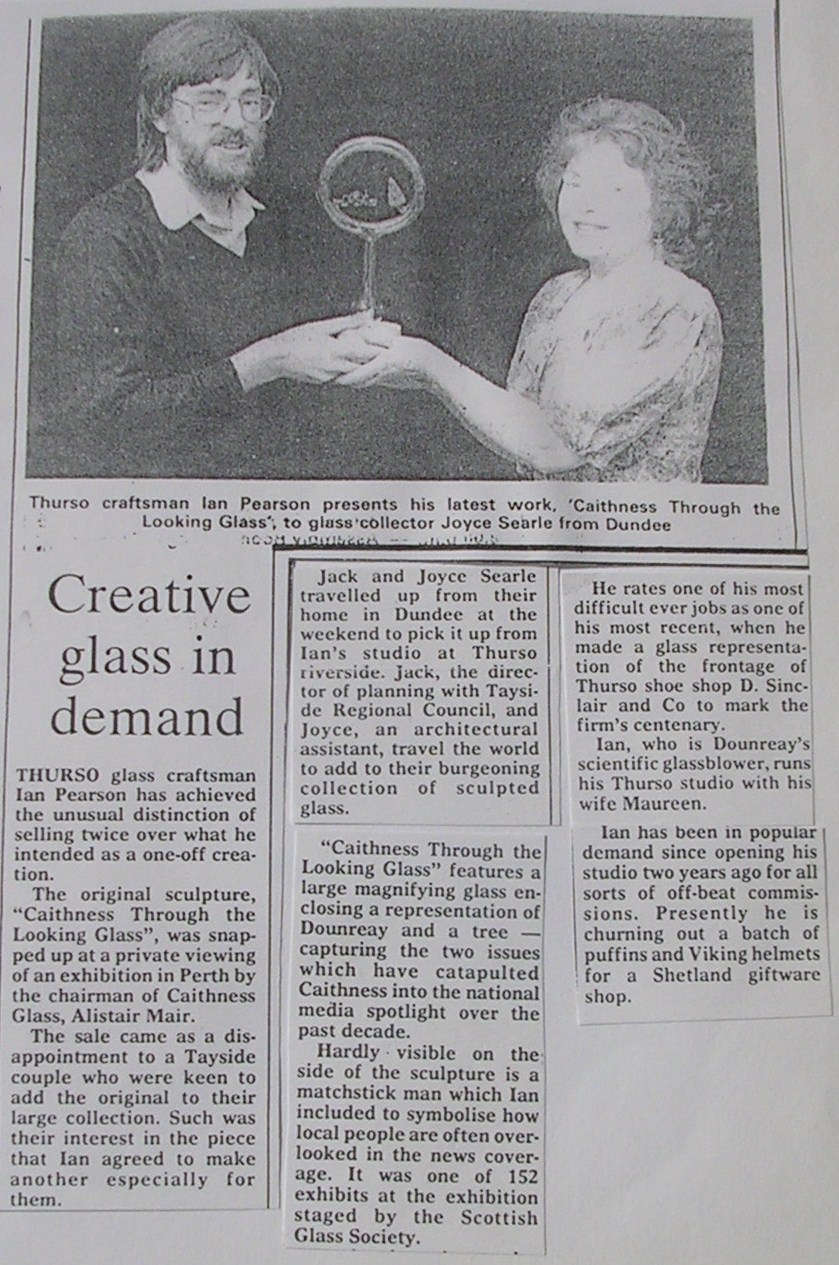 Thurso craftsman Ian Pearson presents his latest work, 'Caithness Through the
Looking Glass', to glass collector Joyce Searle from Dundee
Creative
glass in
demand
THURSO glass craftsman
Ian Pearson has achieved
the unusual distinction of
selling twice over what he
intended as a one-off crea-
tion.
The original sculpture,
"Caithness Through the
Looking Glass", was snap-
ped up at a private viewing
of an exhibition in Perth by
the chairman of Caithness
Glass, Alistair Mair.
The sale came as a dis-
appointment to a Tayside
couple who were keen to
add the original to their
large collection. Such was
their interest in the piece
that Ian agreed to make
another especially for
them.
Jack and Joyce Searle
travelled up from their
home in Dundee at the
weekend to pick it up from
Ian's studio at Thurso
riverside. Jack, the direc-
tor of planning with Taysi-
de Regional Council, and
Joyce, an architectural
assistant, travel the world
to add to their burgeoning
collection of sculpted
glass.
"Caithness Through the
Looking Glass" features a
large magnifying glass en-
closing a representation of
Dounreay and a tree —
capturing the two issues
which have catapulted
Caithness into the national
media spotlight over the
past decade.
Hardly visible on the
side of the sculpture is a
matchstick man which Ian
included to symbolise how
local people are often over-
looked in the news cover-
age. It was one of 152
exhibits at the exhibition
staged by the Scottish
Glass Society.
He rates one of his most
difficult ever jobs as one of
his most recent, when he
made a glass representa-
tion of the frontage of
Thurso shoe shop D. Sinc-
lair and Co to mark the
firm's centenary.
Ian, who is Dounreay's
scientific glassblower, runs
his Thurso studio with his
wife Maureen.
Ian has been in popular
demand since opening his
studio two years ago for all
sorts of off-beat commis-
sions. Presently he is
churning out a batch of
puffins and Viking helmets
for a Shetland giftware
shop.